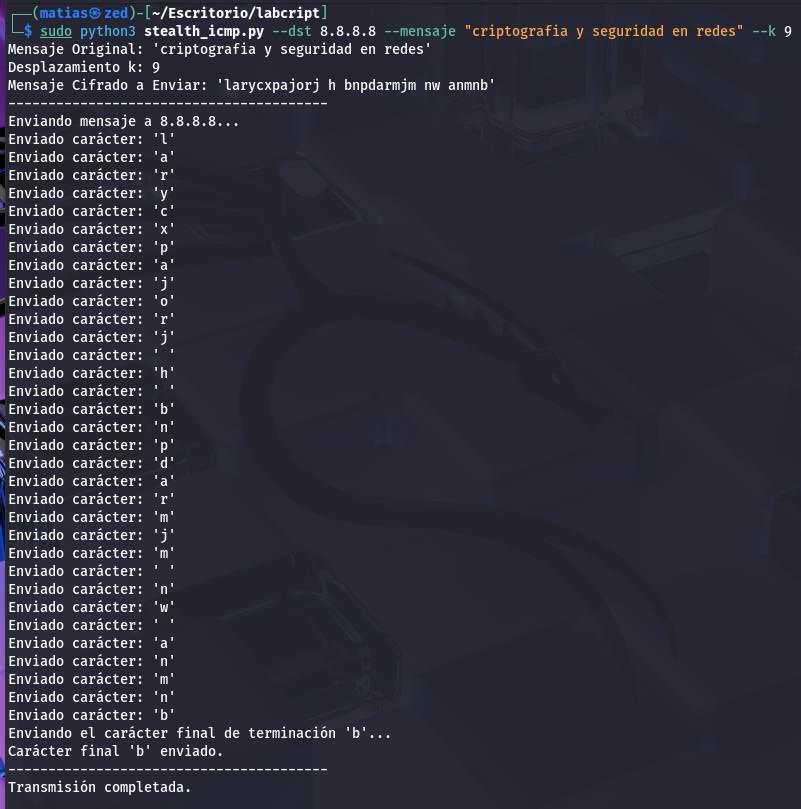 ┌──(matias㉿zed)-[~/Escritorio/labcript]
└─$ sudo python3 stealth_icmp.py --dst 8.8.8.8 --mensaje "criptografia y seguridad en redes" --k 9
Mensaje Original: 'criptografia y seguridad en redes'
Desplazamiento k: 9
Mensaje Cifrado a Enviar: 'larycxpajorj h bnpdarmjm nw anmnb'
----------------------------------------
Enviando mensaje a 8.8.8.8...
Enviado carácter: 'l'
Enviado carácter: 'a'
Enviado carácter: 'r'
Enviado carácter: 'y'
Enviado carácter: 'c'
Enviado carácter: 'x'
Enviado carácter: 'p'
Enviado carácter: 'a'
Enviado carácter: 'j'
Enviado carácter: 'o'
Enviado carácter: 'r'
Enviado carácter: 'j'
Enviado carácter: ' '
Enviado carácter: 'h'
Enviado carácter: ' '
Enviado carácter: 'b'
Enviado carácter: 'n'
Enviado carácter: 'p'
Enviado carácter: 'd'
Enviado carácter: 'a'
Enviado carácter: 'r'
Enviado carácter: 'm'
Enviado carácter: 'j'
Enviado carácter: 'm'
Enviado carácter: ' '
Enviado carácter: 'n'
Enviado carácter: 'w'
Enviado carácter: ' '
Enviado carácter: 'a'
Enviado carácter: 'n'
Enviado carácter: 'm'
Enviado carácter: 'n'
Enviado carácter: 'b'
Enviando el carácter final de terminación 'b'...
Carácter final 'b' enviado.
----------------------------------------
Transmisión completada.